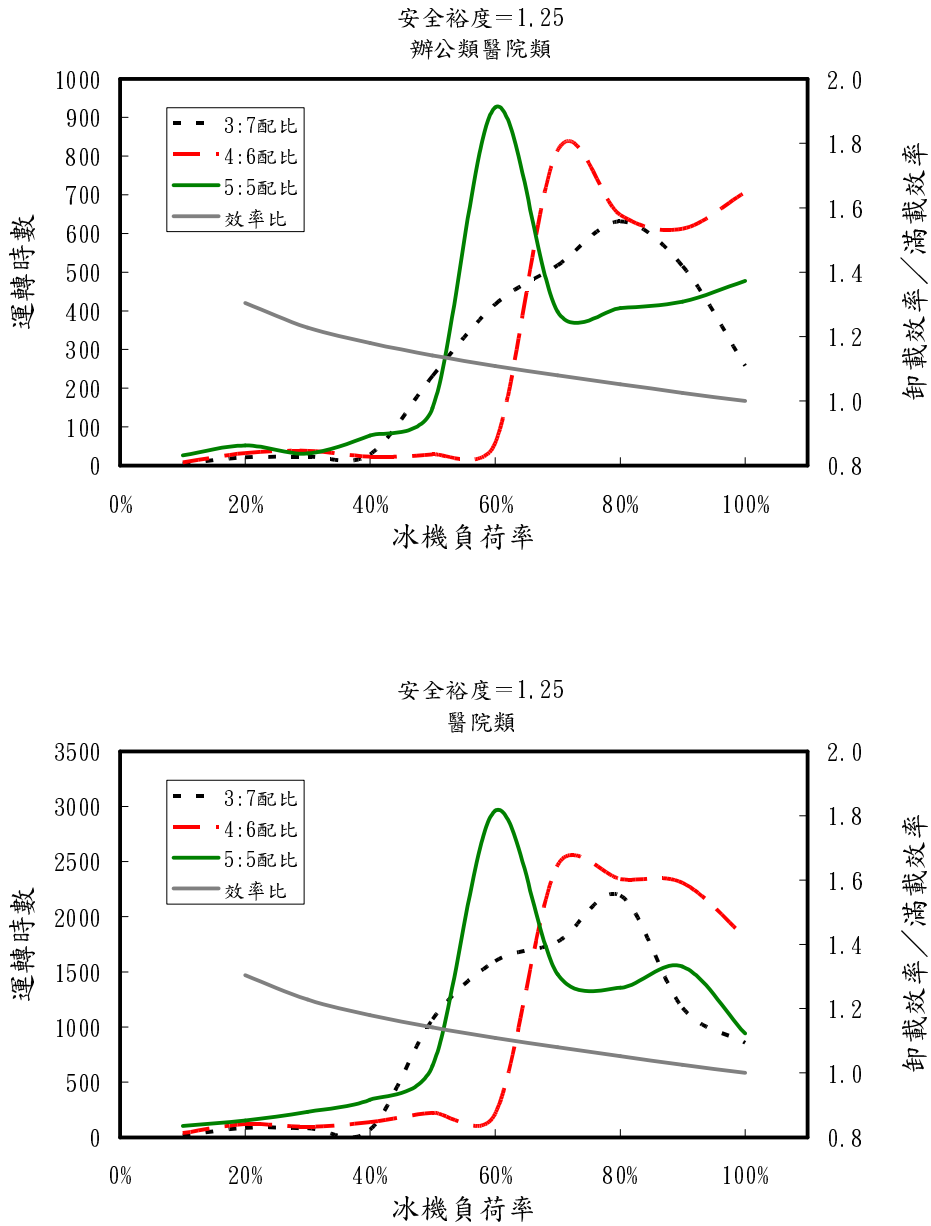 安全裕度＝1.25
辦公類醫院類
運轉時數
1000
900
800
700
600
500
400
300
200
100
0
3:7配比
4:6配比
5:5配比
效率比
2.0
1.8
1.6
1.4
1.2
1.0
0.8
卸載效率／滿載效率
0% 20% 40% 60% 80% 100%
冰機負荷率
安全裕度＝1.25
醫院類
運轉時數
3500
3000
2500
2000
1500
1000
500
0
3:7配比
4:6配比
5:5配比
效率比
2.0
1.8
1.6
1.4
1.2
1.0
0.8
卸載效率／滿載效率
0% 20% 40% 60% 80% 100%
冰機負荷率